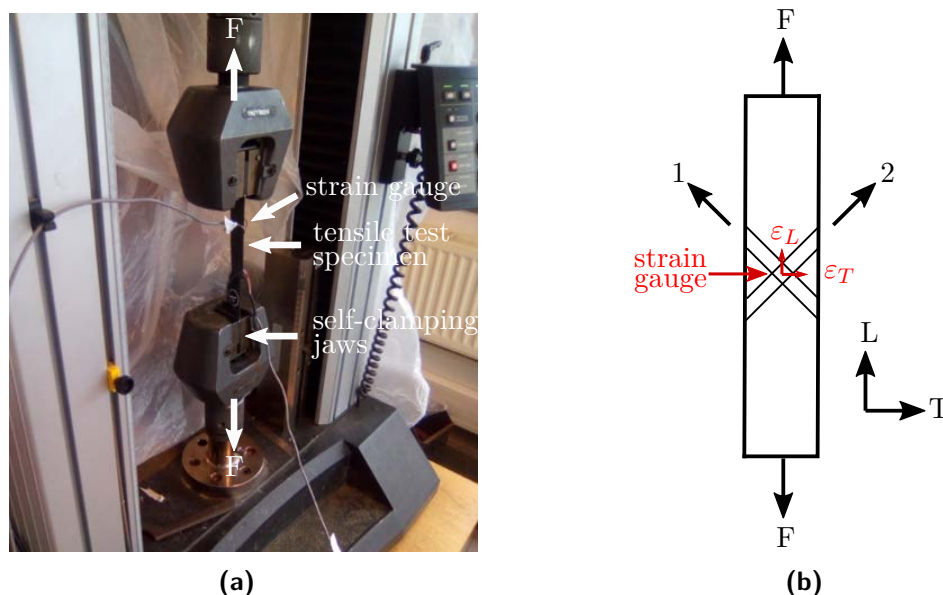 F
strain gauge
tensile test
specimen
self-clamping
jaws
F
(a)
F
1
2
ε_L
strain
gauge
ε_T
L
T
F
(b)